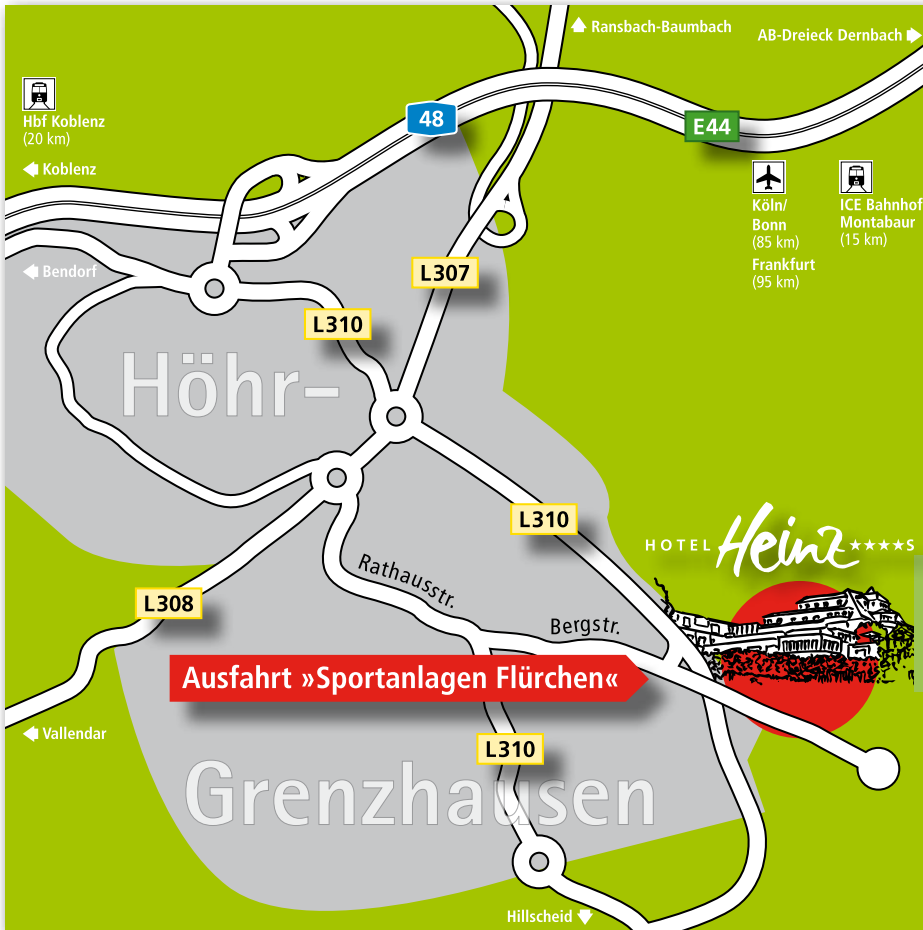 Ransbach-Baumbach
AB-Dreieck Dernbach
Hbf Koblenz
(20 km)
48
E44
Koblenz
Köln/
Bonn
(85 km)
Frankfurt
(95 km)
ICE Bahnhof
Montabaur
(15 km)
Bendorf
L307
L310
Höhr-
L310
HOTEL Heinz ★★★★S
Rathausstr.
L308
Bergstr.
Ausfahrt »Sportanlagen Flürchen«
Vallendar
L310
Grenzhausen
Hillscheid